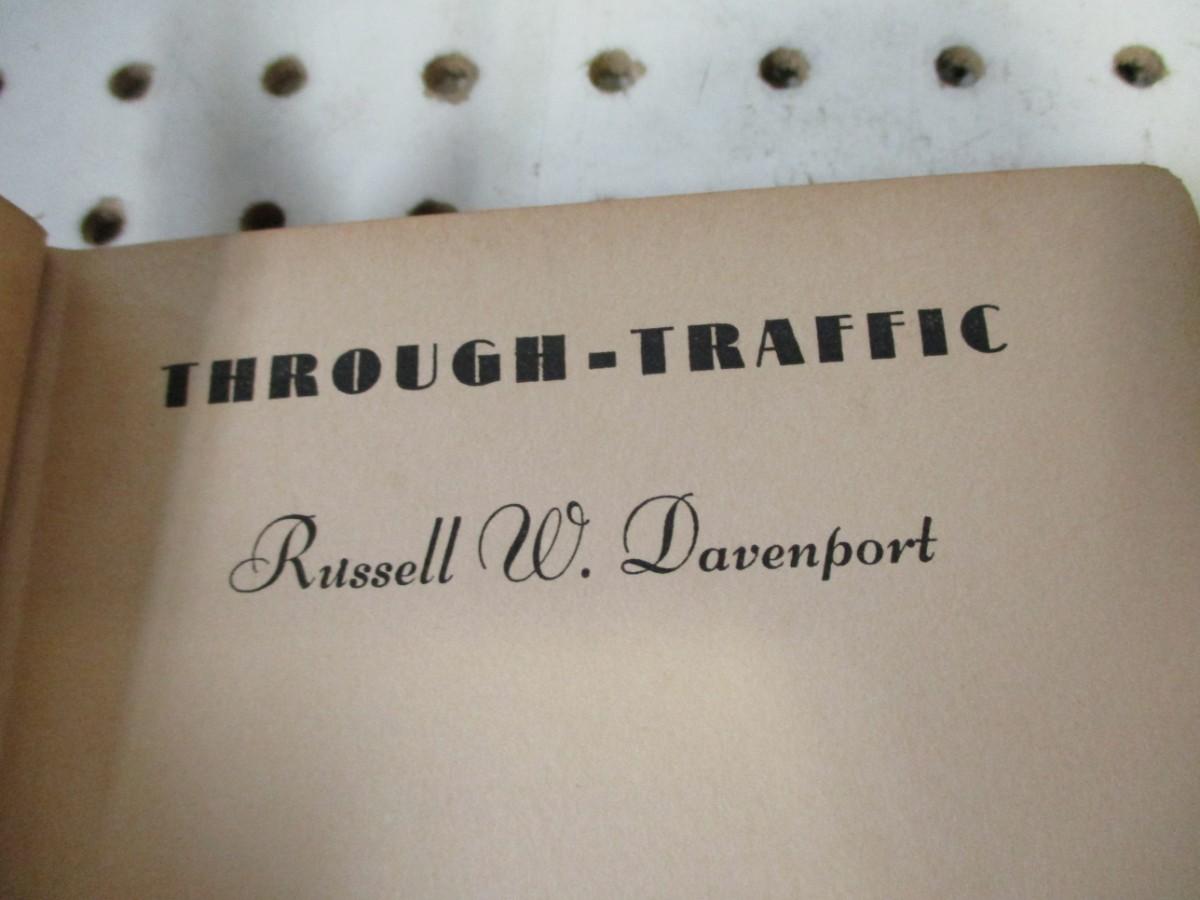 THROUGH-TRAFFIC
Russell W. Davenport